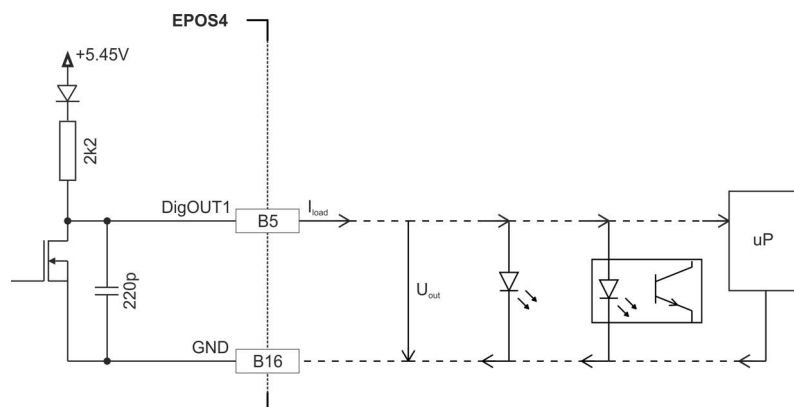 EPOS4
+5.45V
2k2
DigOUT1
B5
Iload
uP
Uout
220p
GND
B16